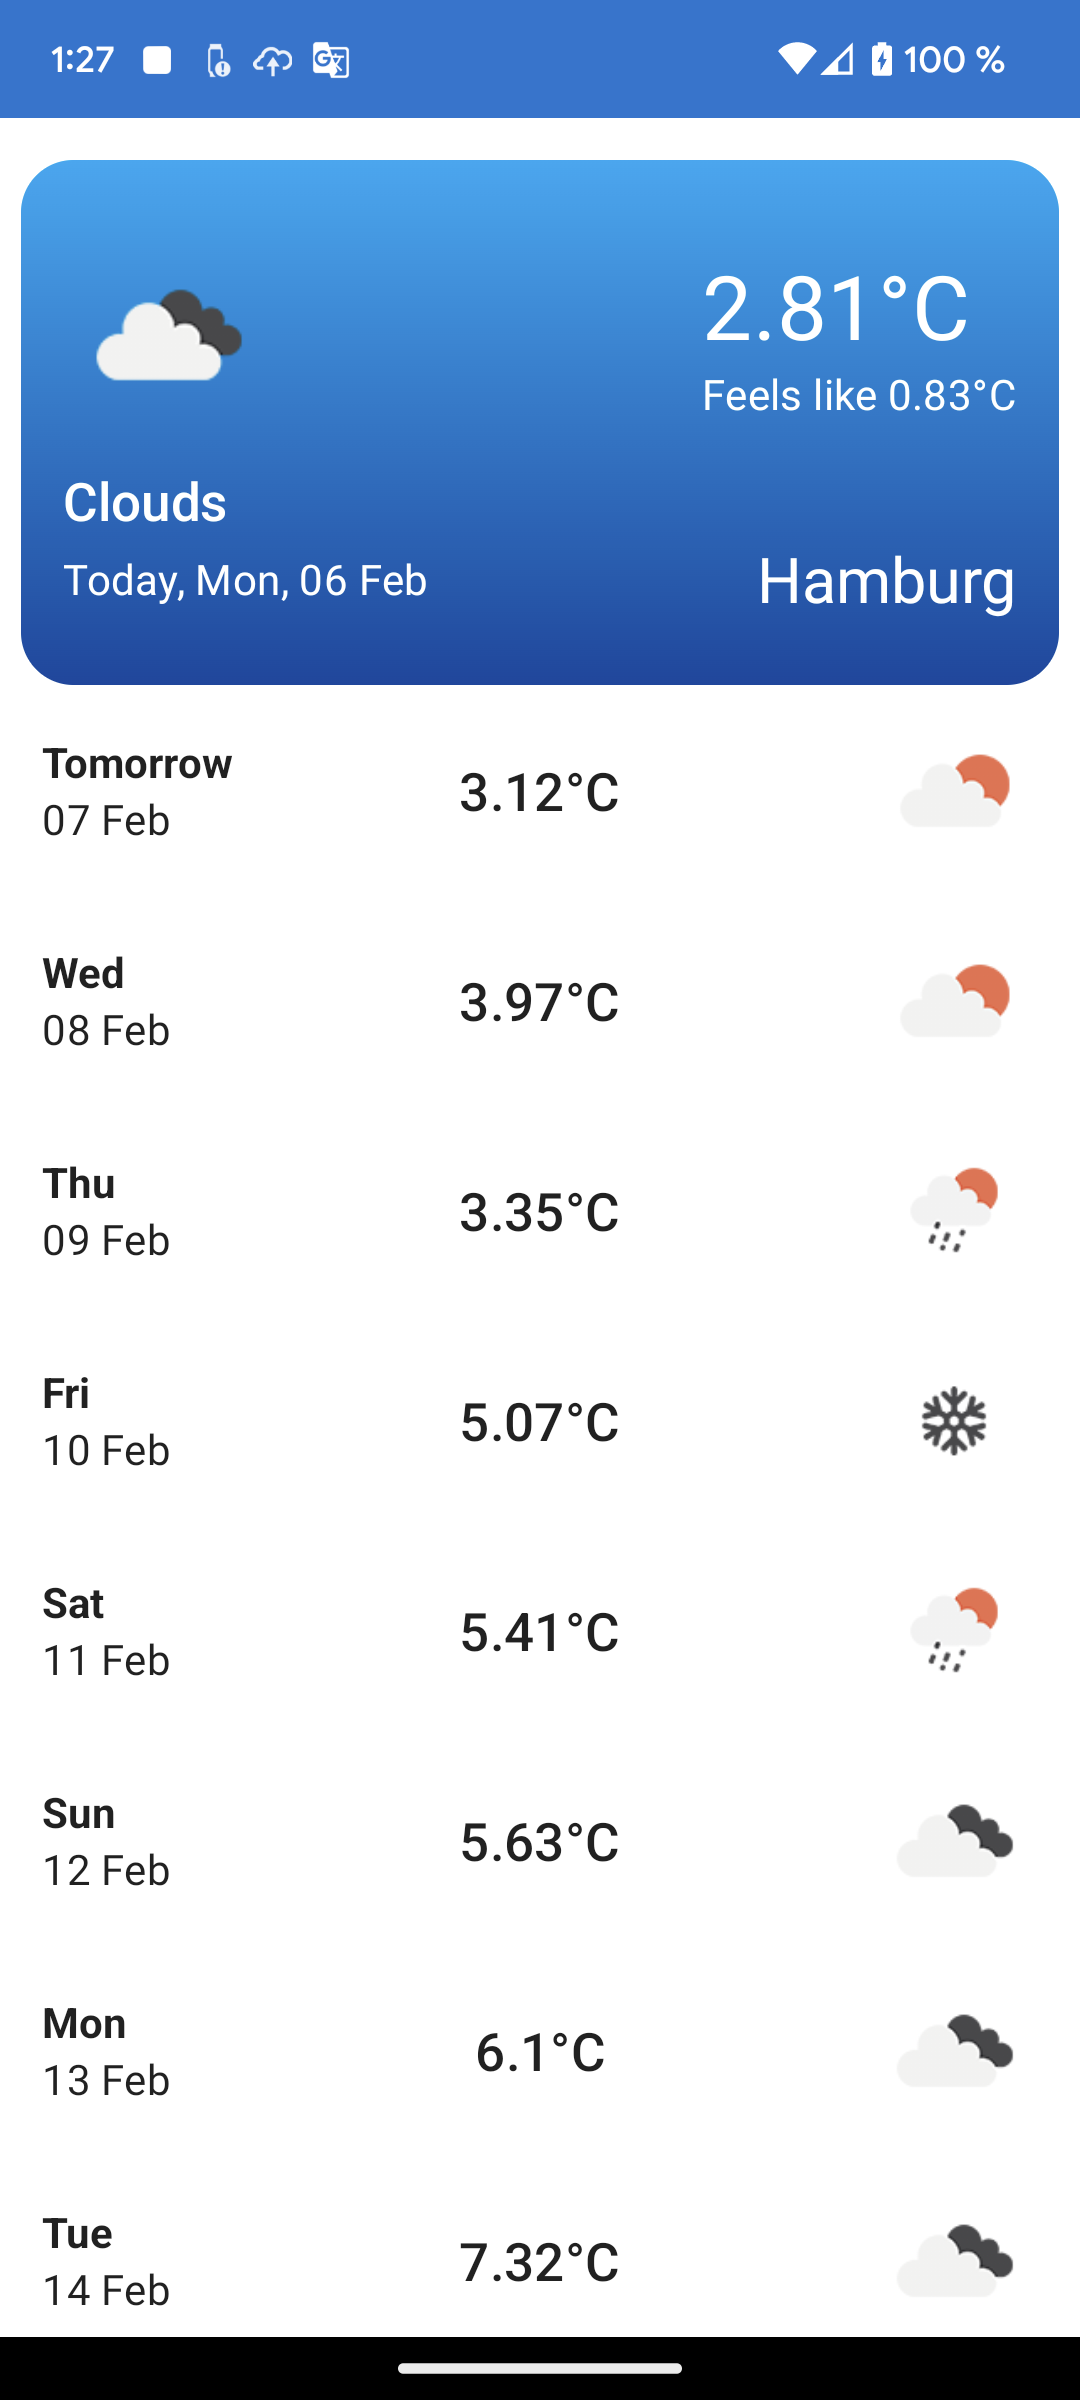 1:27
100 %
2.81°C
Feels like 0.83°C
Clouds
Today, Mon, 06 Feb
Hamburg
Tomorrow
07 Feb
3.12°C
Wed
08 Feb
3.97°C
Thu
09 Feb
3.35°C
Fri
10 Feb
5.07°C
Sat
11 Feb
5.41°C
Sun
12 Feb
5.63°C
Mon
13 Feb
6.1°C
Tue
14 Feb
7.32°C